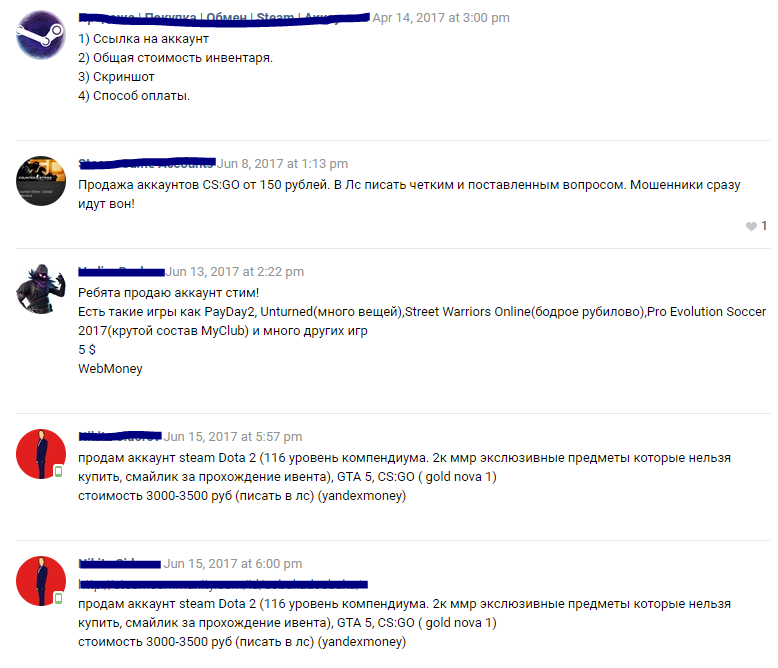 Apr 14, 2017 at 3:00 pm
1) Ссылка на аккаунт
2) Общая стоимость инвентаря.
3) Скриншот
4) Способ оплаты.
Jun 8, 2017 at 1:13 pm
Продажа аккаунтов CS:GO от 150 рублей. В Лс писать четким и поставленным вопросом. Мошенники сразу
идут вон!
1
Jun 13, 2017 at 2:22 pm
Ребята продаю аккаунт стим!
Есть такие игры как PayDay2, Unturned(много вещей),Street Warriors Online(бодрое рубилово),Pro Evolution Soccer
2017(крутой состав MyClub) и много других игр
5 $
WebMoney
Jun 15, 2017 at 5:57 pm
продам аккаунт steam Dota 2 (116 уровень компендиума. 2к ммр экслюзивные предметы которые нельзя
купить, смайлик за прохождение ивента), GTA 5, CS:GO ( gold nova 1)
стоимость 3000-3500 руб (писать в лс) (yandexmoney)
Jun 15, 2017 at 6:00 pm
продам аккаунт steam Dota 2 (116 уровень компендиума. 2к ммр экслюзивные предметы которые нельзя
купить, смайлик за прохождение ивента), GTA 5, CS:GO ( gold nova 1)
стоимость 3000-3500 руб (писать в лс) (yandexmoney)